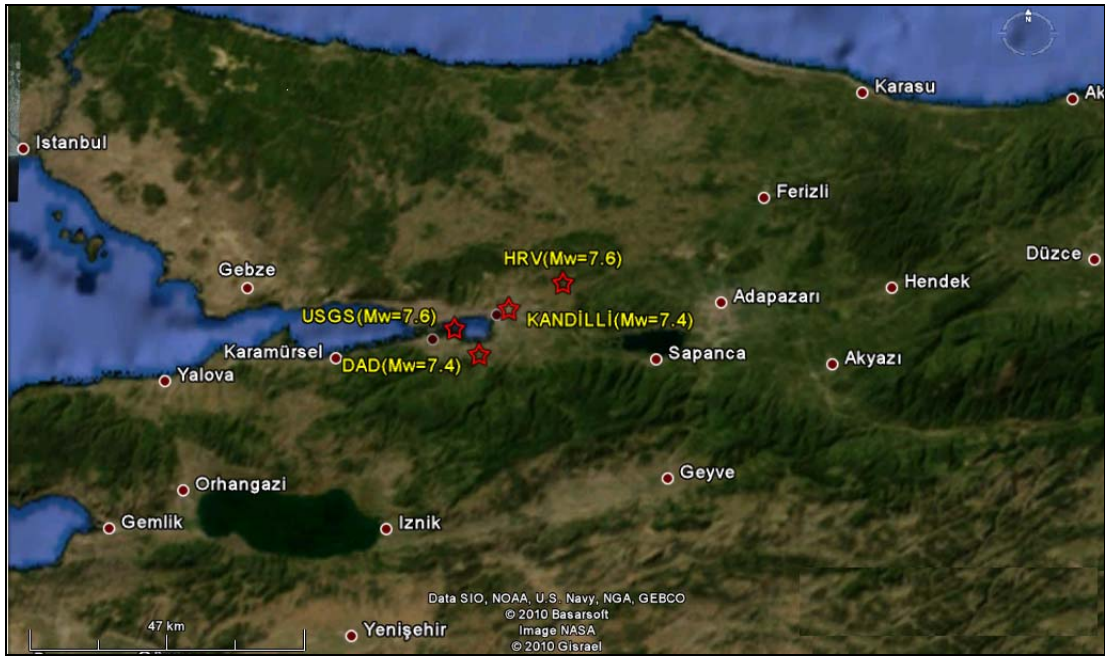 N
Karasu
Ak
Istanbul
Ferizli
Düzce
HRV(Mw=7.6)
Gebze
Hendek
Adapazarı
USGS(Mw=7.6)
KANDİLLİ(Mw=7.4)
Karamürsel
DAD(Mw=7.4)
Sapanca
Akyazı
Yalova
Geyve
Orhangazi
Gemlik
Iznik
Data SIO, NOAA, U.S. Navy, NGA, GEBCO
© 2010 Basarsoft
Image NASA
© 2010 Gisrael
47 km
Yenişehir